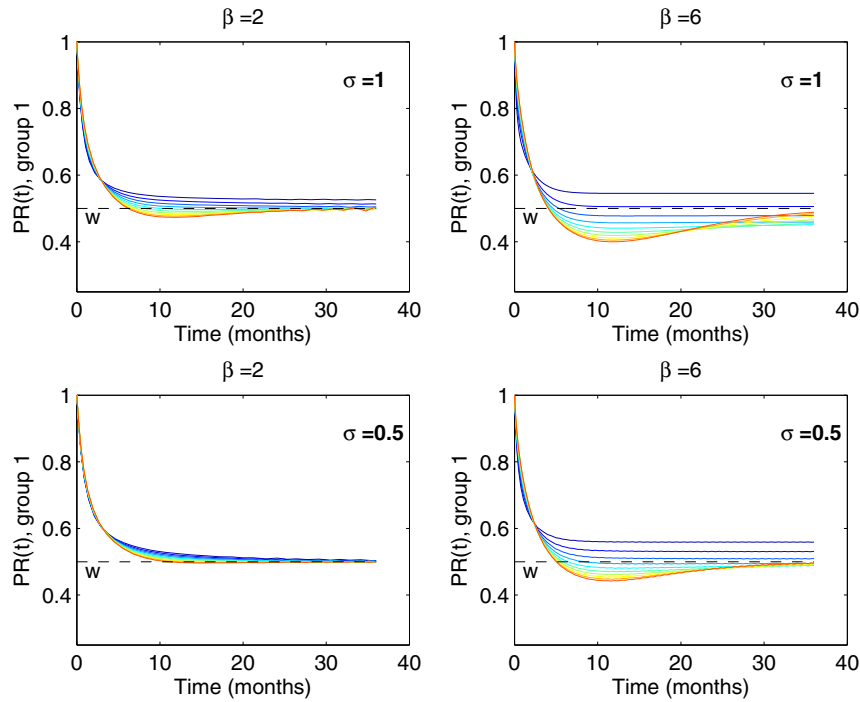 β =2
PR(t), group 1
1
0.8
0.6
0.4
σ =1
w
0 10 20 30 40
Time (months)
β =6
PR(t), group 1
1
0.8
0.6
0.4
σ =1
w
0 10 20 30 40
Time (months)
β =2
PR(t), group 1
1
0.8
0.6
0.4
σ =0.5
w
0 10 20 30 40
Time (months)
β =6
PR(t), group 1
1
0.8
0.6
0.4
σ =0.5
w
0 10 20 30 40
Time (months)